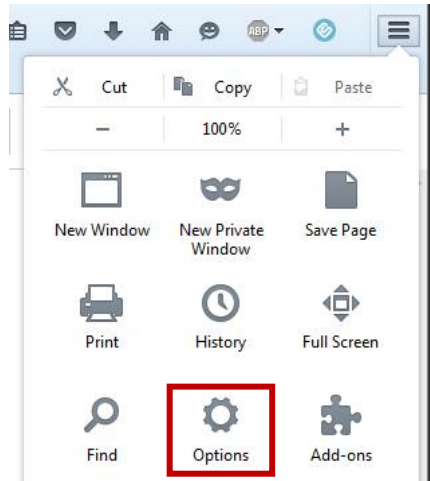 ABP
Cut Copy Paste
− 100% +
New Window New Private Window Save Page
Print History Full Screen
Find Options Add-ons